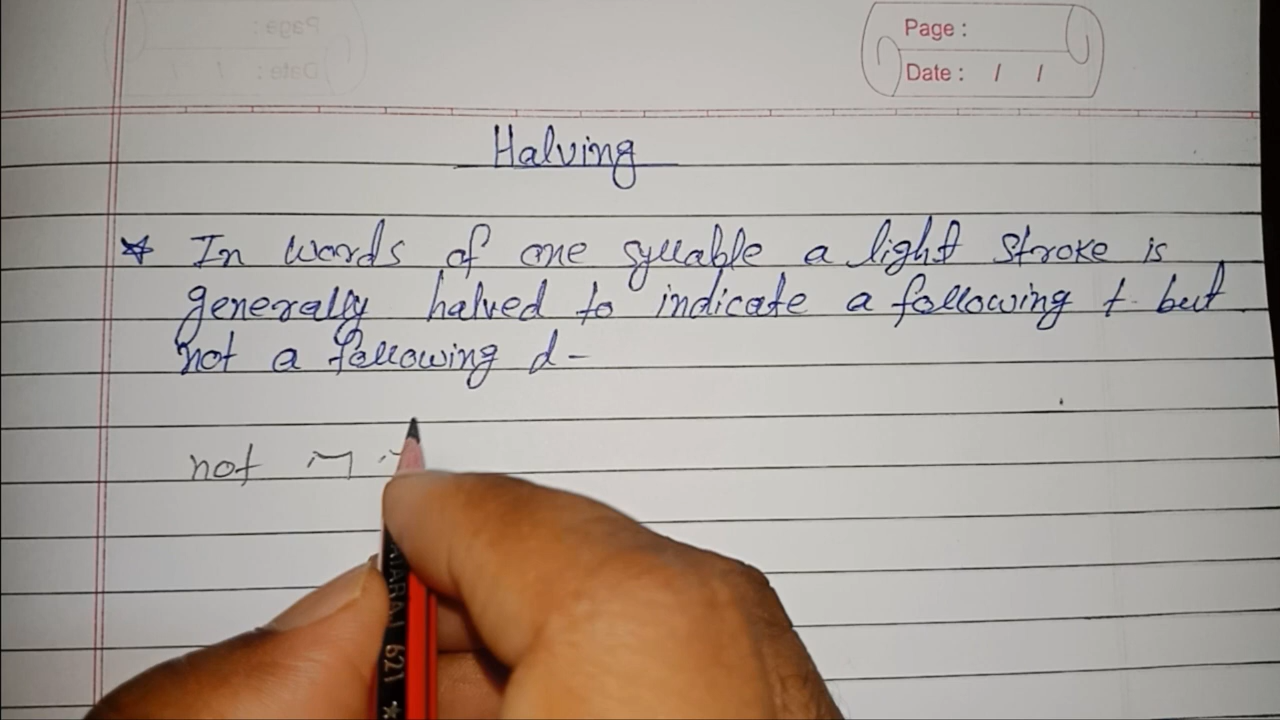 Page :
Date : / /
Halving
★ In words of one syllable a light stroke is
generally halved to indicate a following t. but
not a following d -
not
621